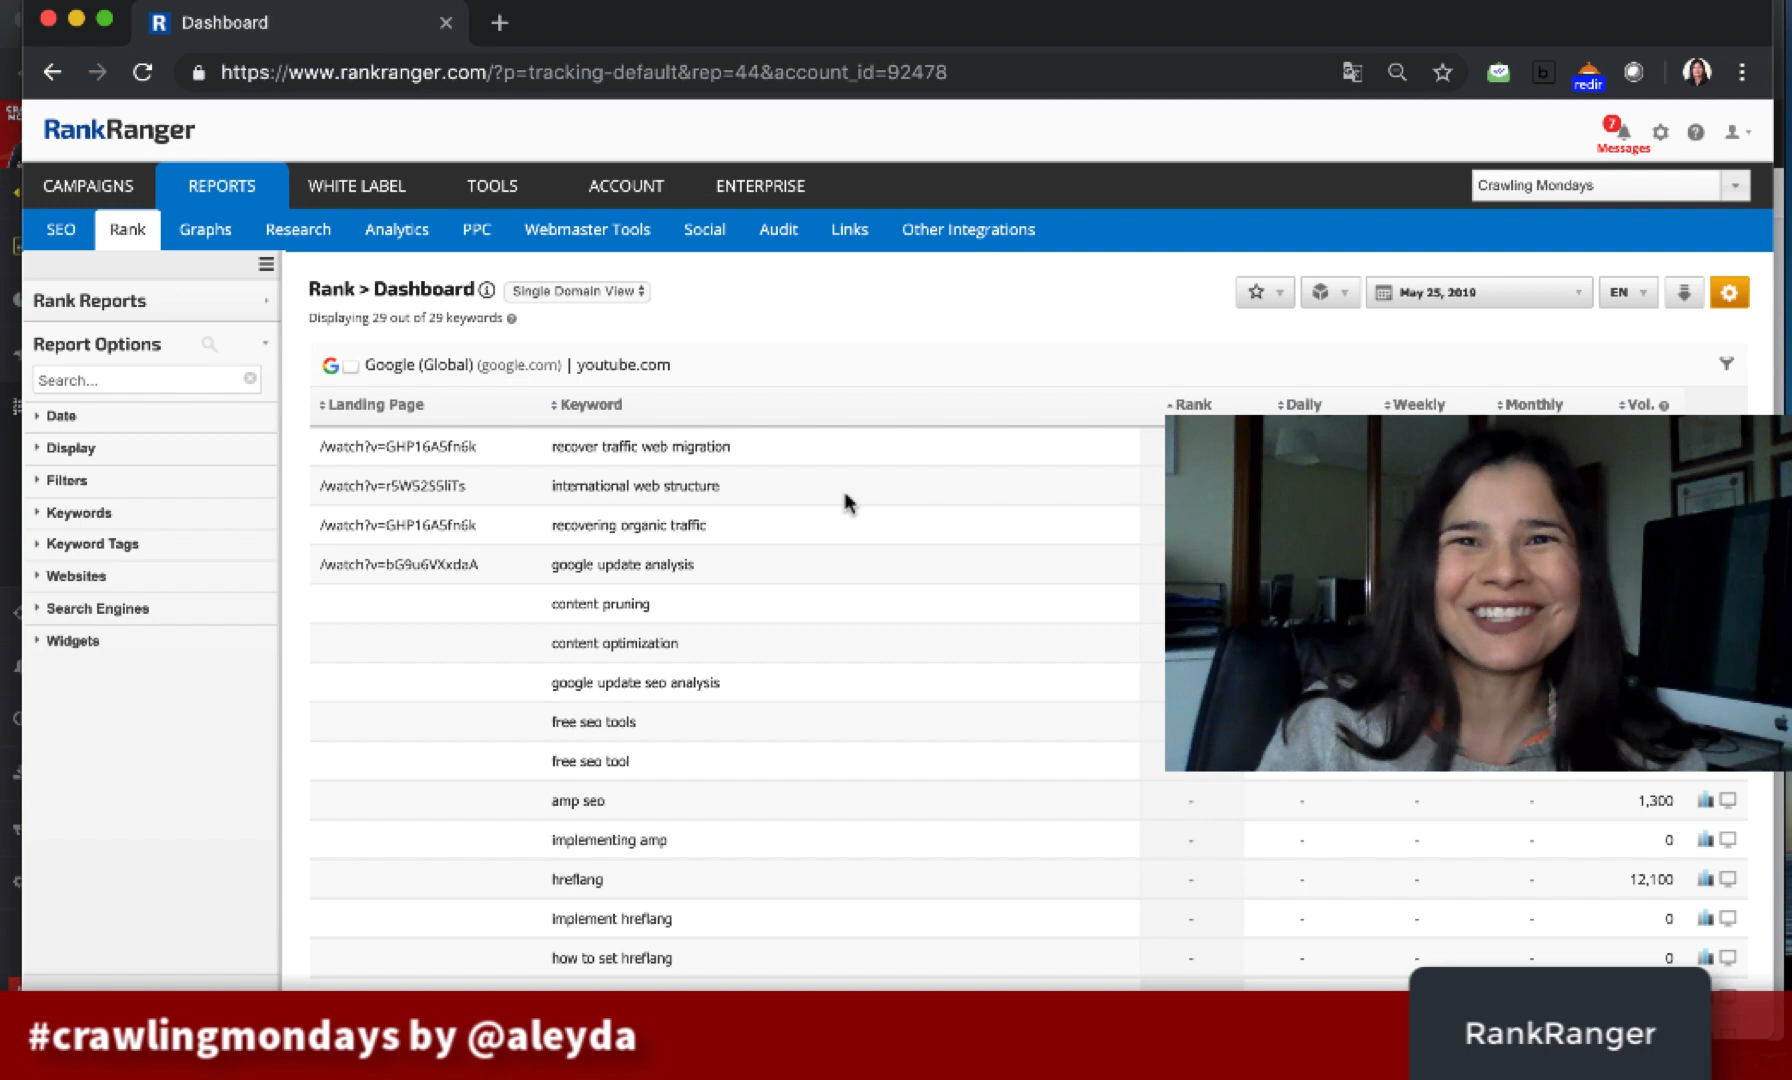 Dashboard
https://www.rankranger.com/?p=tracking-default&rep=44&account_id=92478
redir
RankRanger
7
Messages
CAMPAIGNS REPORTS WHITE LABEL TOOLS ACCOUNT ENTERPRISE
Crawling Mondays
SEO Rank Graphs Research Analytics PPC Webmaster Tools Social Audit Links Other Integrations
Rank Reports
Report Options
Search...
Date
Display
Filters
Keywords
Keyword Tags
Websites
Search Engines
Widgets
Rank > Dashboard Single Domain View
May 25, 2019
EN
Displaying 29 out of 29 keywords
Google (Global) (google.com) | youtube.com
Landing Page Keyword Rank Daily Weekly Monthly Vol.
/watch?v=GHP16A5fn6k recover traffic web migration
/watch?v=r5W52S5liTs international web structure
/watch?v=GHP16A5fn6k recovering organic traffic
/watch?v=bG9u6VXxdaA google update analysis
content pruning
content optimization
google update seo analysis
free seo tools
free seo tool
amp seo - - - - 1,300
implementing amp - - - - 0
hreflang - - - - 12,100
implement hreflang - - - - 0
how to set hreflang - - - - 0
#crawlingmondays by @aleyda
RankRanger